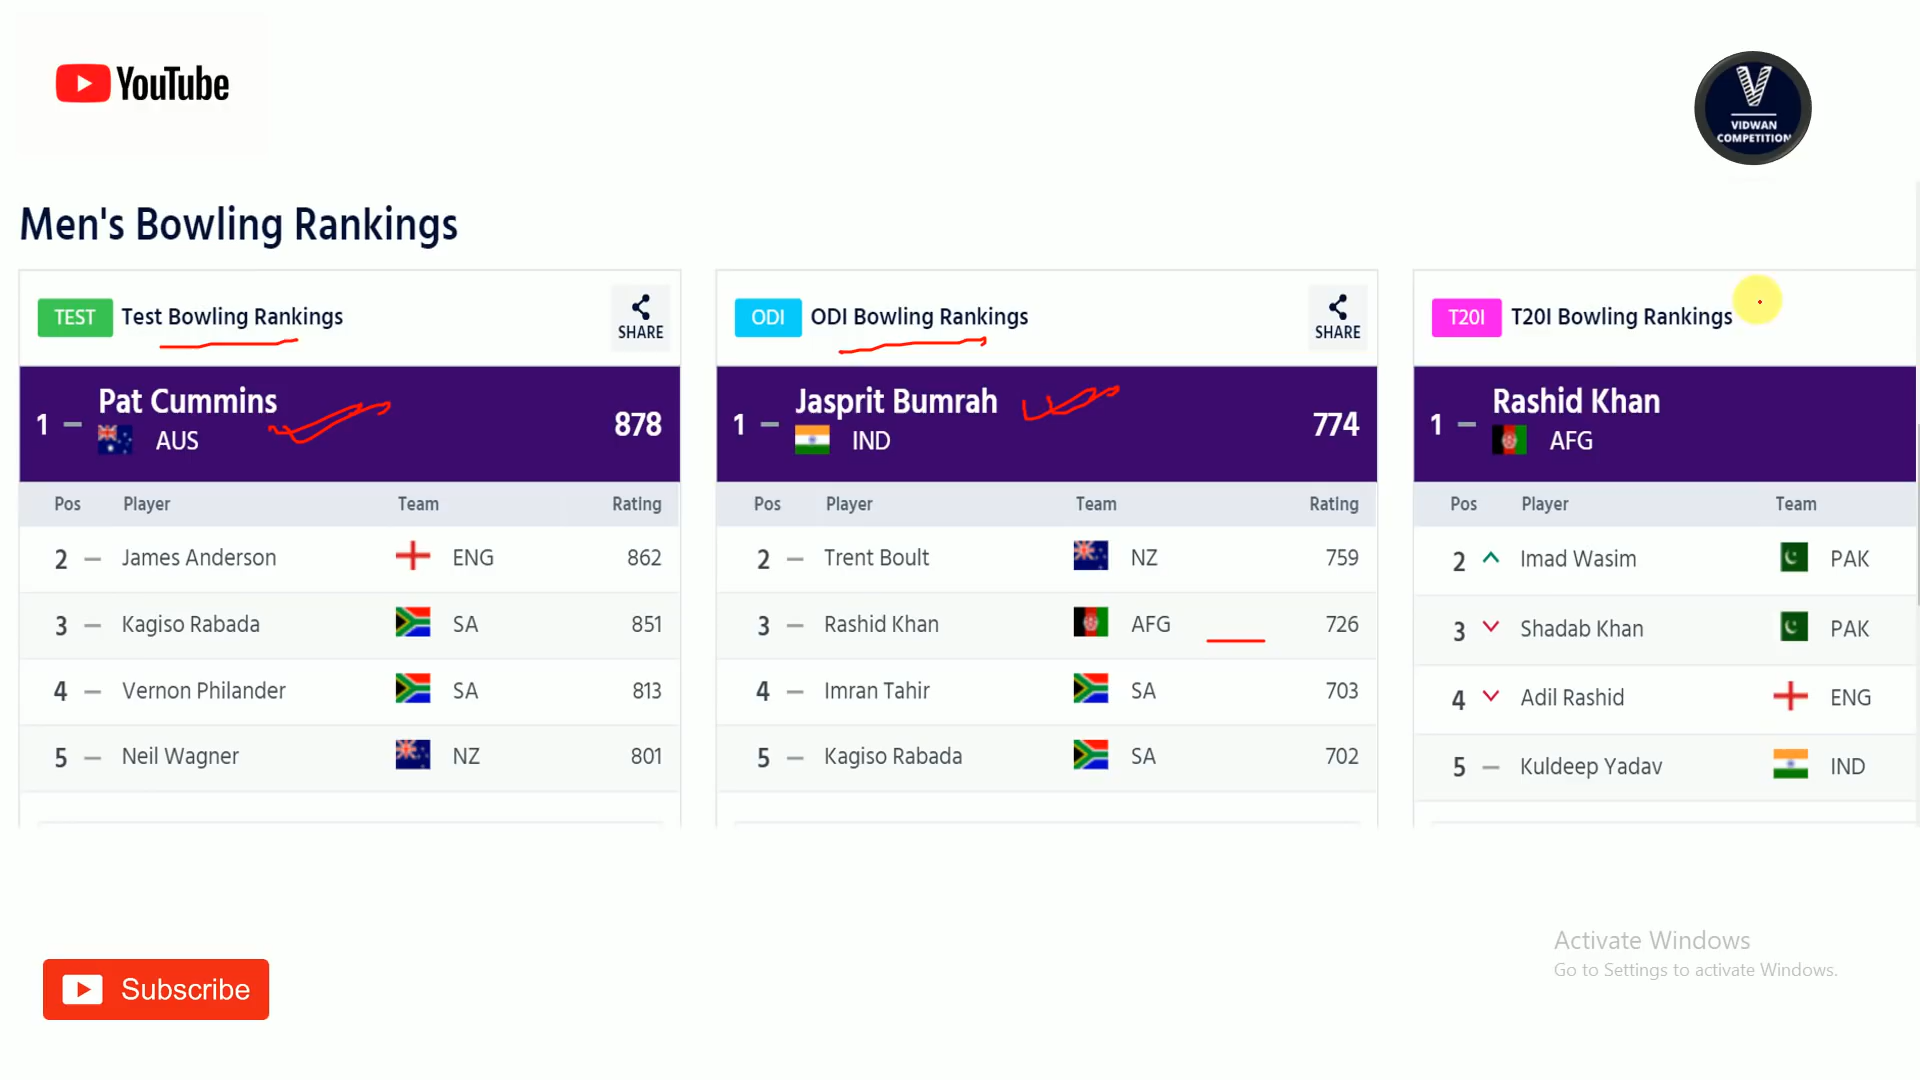 YouTube
V
VIDWAN
COMPETITION
Men's Bowling Rankings
TEST Test Bowling Rankings SHARE
1 – Pat Cummins 878
AUS
Pos Player Team Rating
2 – James Anderson ENG 862
3 – Kagiso Rabada SA 851
4 – Vernon Philander SA 813
5 – Neil Wagner NZ 801
ODI ODI Bowling Rankings SHARE
1 – Jasprit Bumrah 774
IND
Pos Player Team Rating
2 – Trent Boult NZ 759
3 – Rashid Khan AFG 726
4 – Imran Tahir SA 703
5 – Kagiso Rabada SA 702
T20I T20I Bowling Rankings
1 – Rashid Khan
AFG
Pos Player Team
2 Imad Wasim PAK
3 Shadab Khan PAK
4 Adil Rashid ENG
5 – Kuldeep Yadav IND
Activate Windows
Go to Settings to activate Windows.
Subscribe